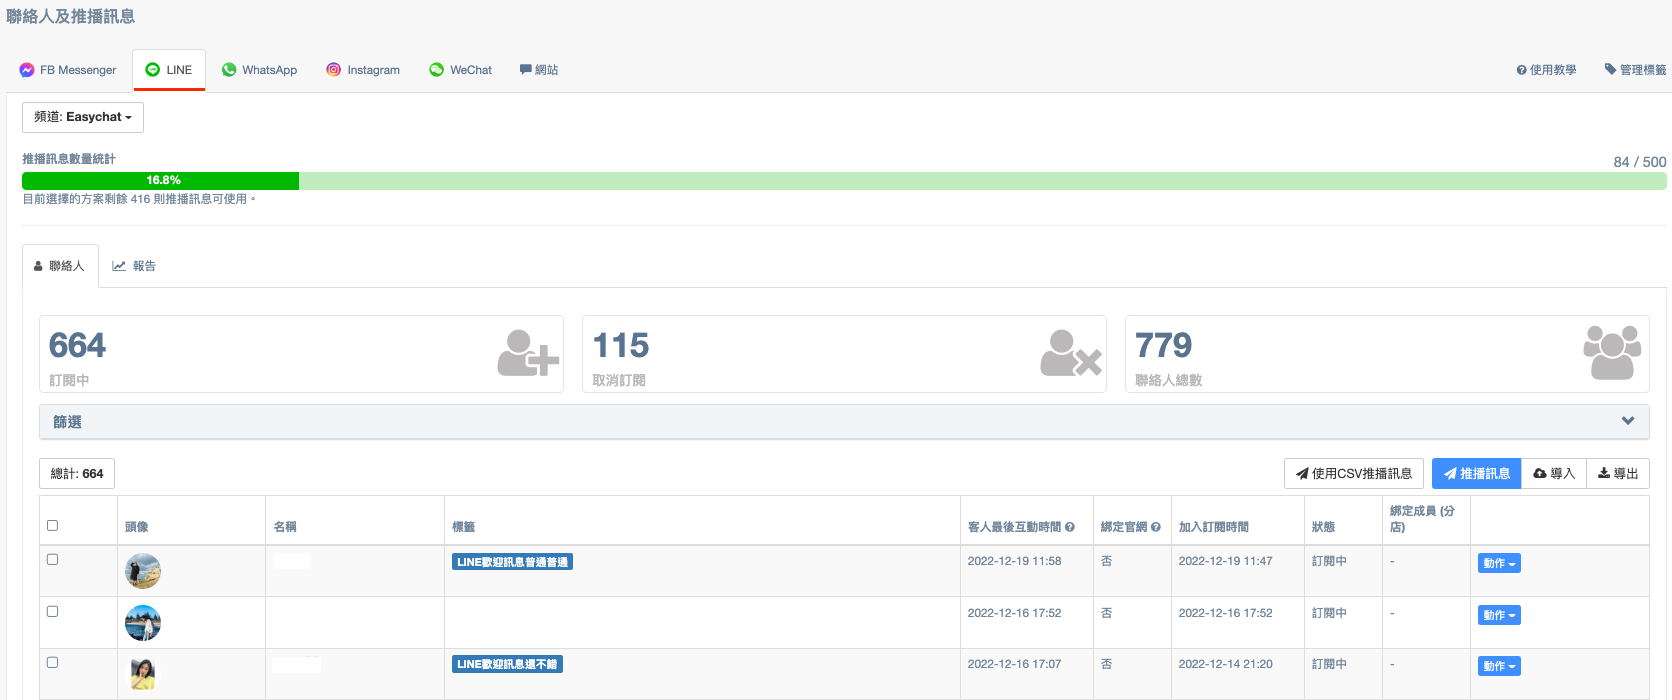 聯絡人及推播訊息
FB Messenger LINE WhatsApp Instagram WeChat 網站 使用教學 管理標籤
頻道: Easychat
推播訊息數量統計 84 / 500
16.8%
目前選擇的方案剩餘 416 則推播訊息可使用。
聯絡人 報告
664 115 779
訂閱中 取消訂閱 聯絡人總數
篩選
總計: 664 使用CSV推播訊息 推播訊息 導入 導出
頭像 名稱 標籤 客人最後互動時間 綁定官網 加入訂閱時間 狀態 綁定成員 (分店)
LINE歡迎訊息普通普通 2022-12-19 11:58 否 2022-12-19 11:47 訂閱中 - 動作
2022-12-16 17:52 否 2022-12-16 17:52 訂閱中 - 動作
LINE歡迎訊息還不錯 2022-12-16 17:07 否 2022-12-14 21:20 訂閱中 - 動作